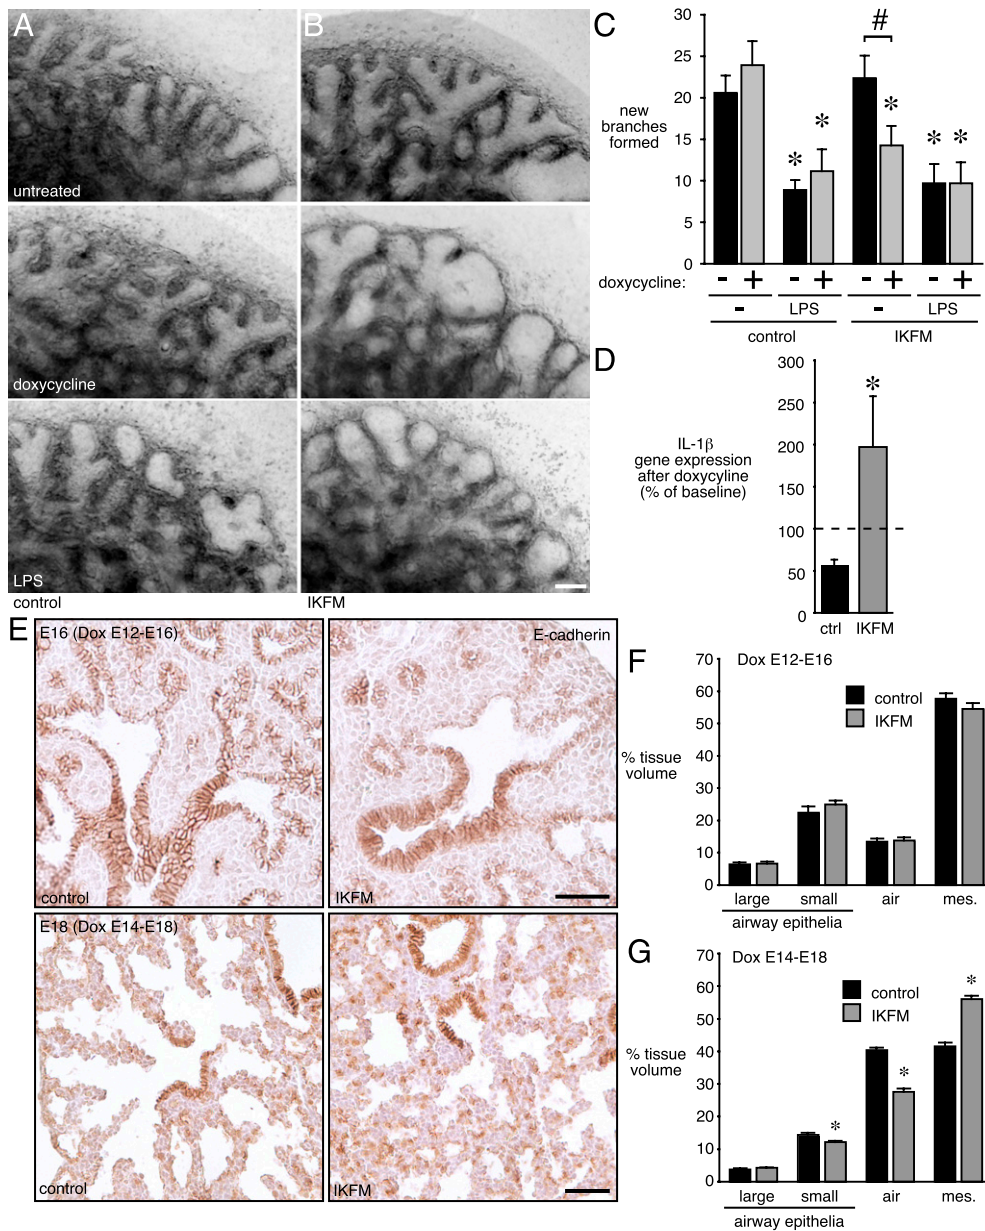 A
B
untreated
doxycycline
LPS
control
IKFM
C
30
25
20
15
10
5
0
new
branches
formed
#
*
*
*
*
*
doxycycline:
- + - + - + - +
- LPS - LPS
control IKFM
D
300
250
200
150
100
50
0
IL-1β
gene expression
after doxycyline
(% of baseline)
*
ctrl IKFM
E
E16 (Dox E12-E16)
E-cadherin
control
IKFM
E18 (Dox E14-E18)
control
IKFM
F
Dox E12-E16
70
60
50
40
30
20
10
0
% tissue
volume
control
IKFM
large small air mes.
airway epithelia
G
Dox E14-E18
70
60
50
40
30
20
10
0
% tissue
volume
control
IKFM
*
*
*
large small air mes.
airway epithelia